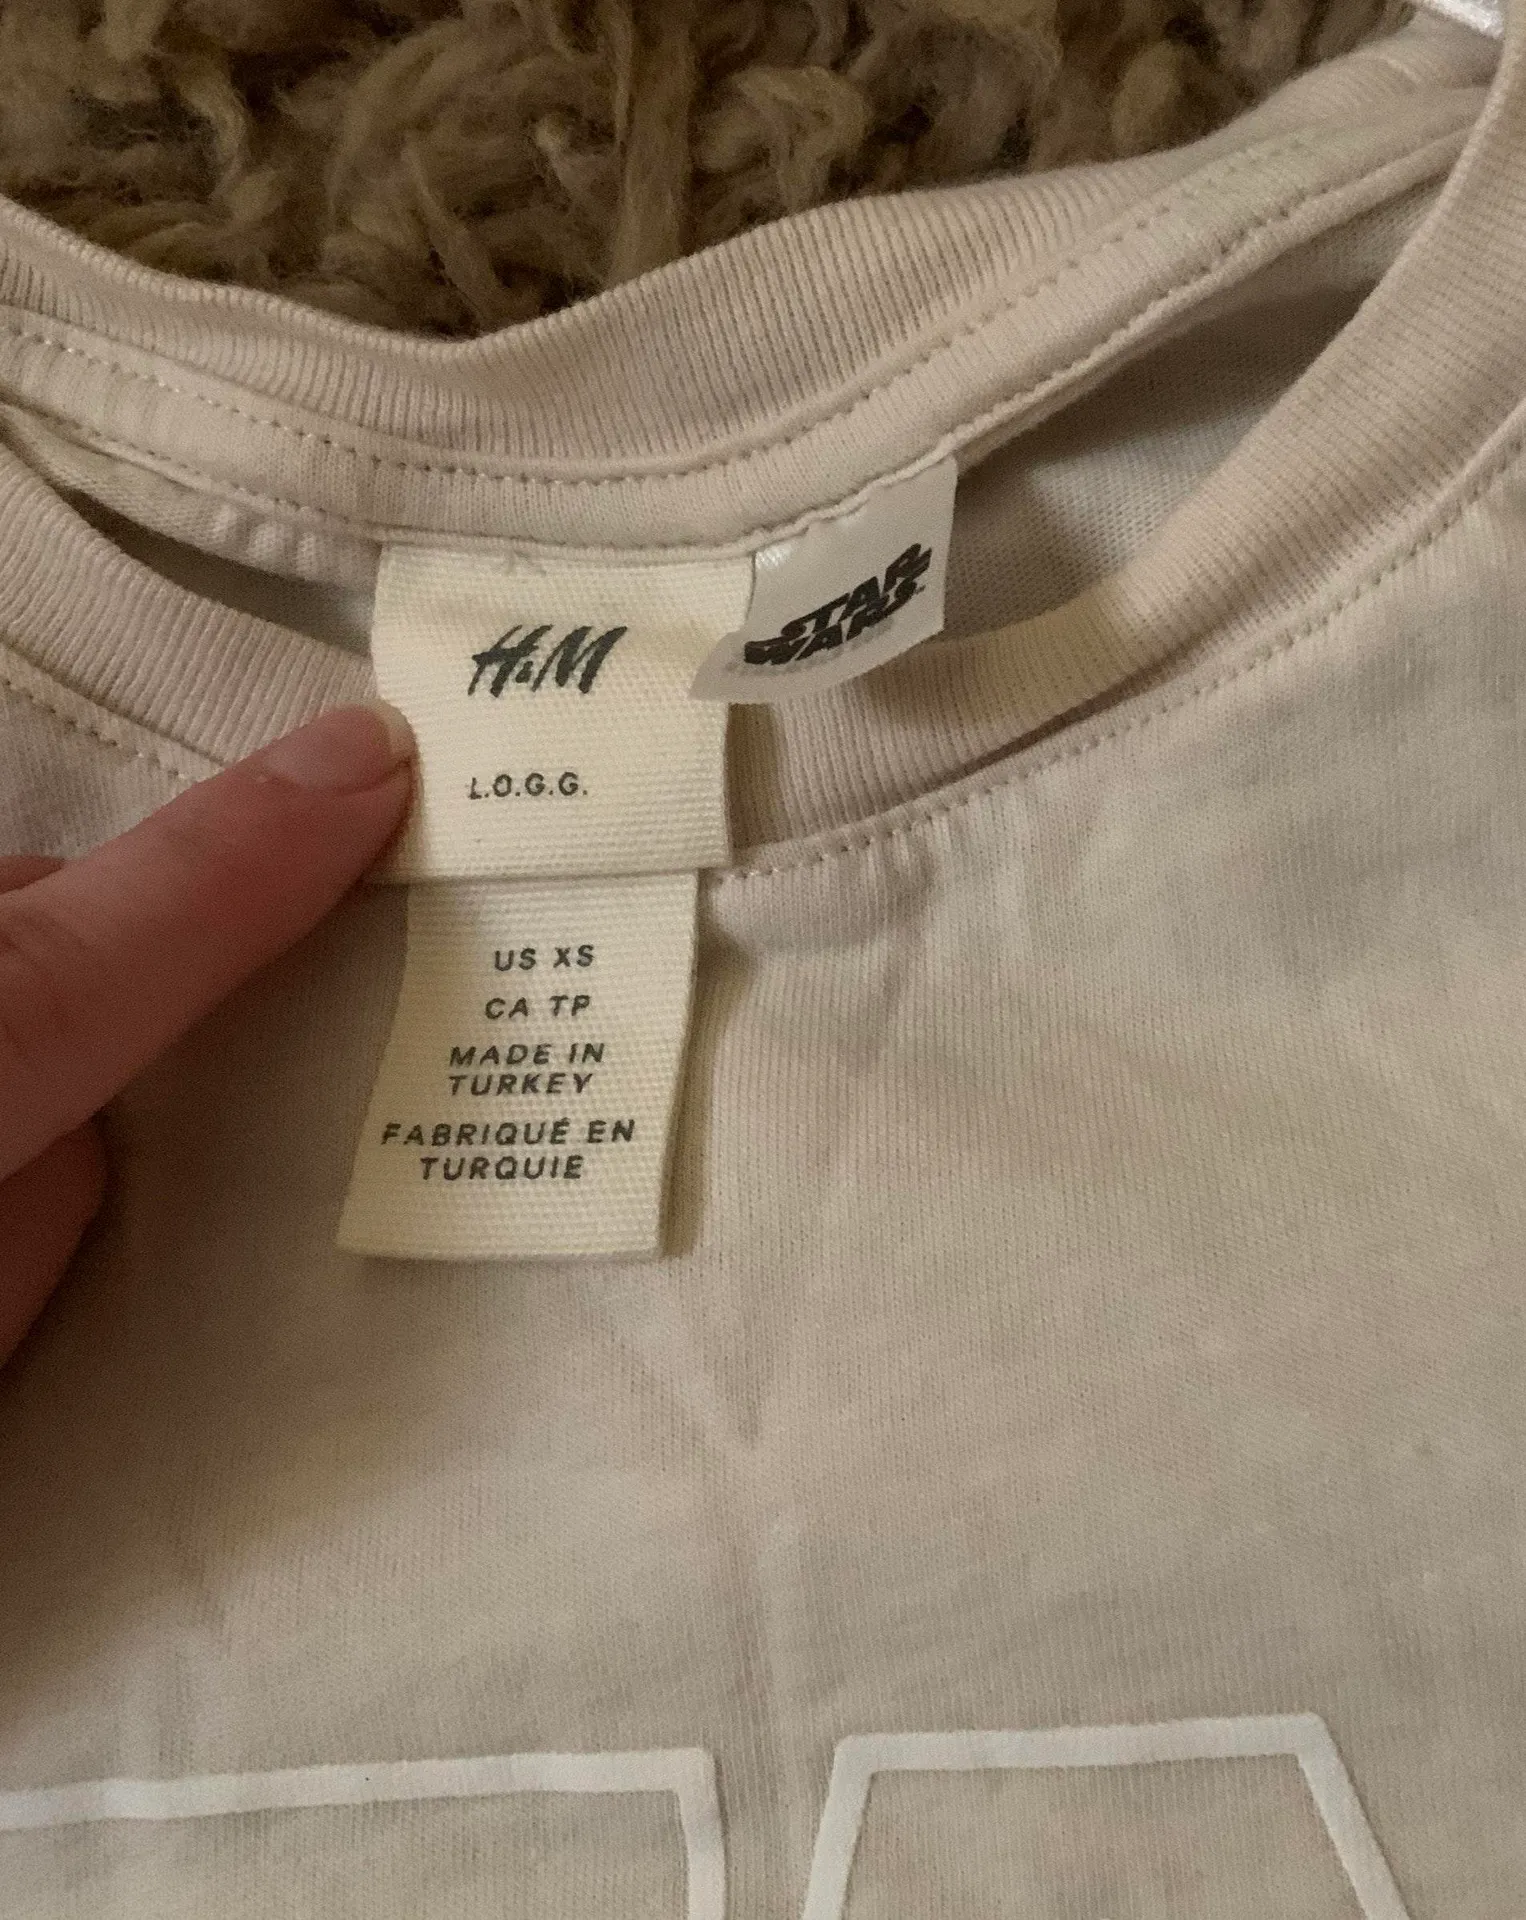 H&M
STAR
WARS
L.O.G.G.
US XS
CA TP
MADE IN
TURKEY
FABRIQUÉ EN
TURQUIE